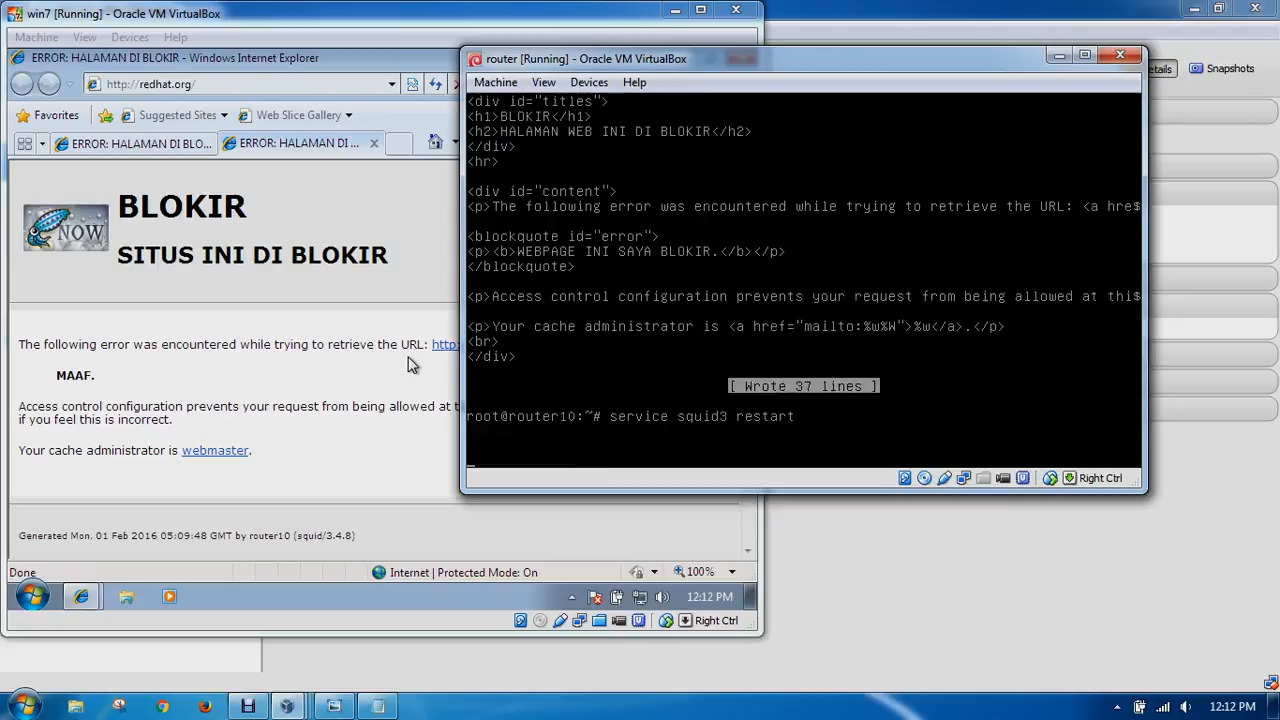 win7 [Running] - Oracle VM VirtualBox
Machine View Devices Help
ERROR: HALAMAN DI BLOKIR - Windows Internet Explorer
http://redhat.org/
Favorites Suggested Sites Web Slice Gallery
ERROR: HALAMAN DI BLO... ERROR: HALAMAN DI ...
NOW
BLOKIR
SITUS INI DI BLOKIR
The following error was encountered while trying to retrieve the URL: http:
MAAF.
Access control configuration prevents your request from being allowed at t
if you feel this is incorrect.
Your cache administrator is webmaster.
Generated Mon, 01 Feb 2016 05:09:48 GMT by router10 (squid/3.4.8)
Done Internet | Protected Mode: On 100%
12:12 PM
Right Ctrl
router [Running] - Oracle VM VirtualBox
Machine View Devices Help
<div id="titles">
<h1>BLOKIR</h1>
<h2>HALAMAN WEB INI DI BLOKIR</h2>
</div>
<hr>
<div id="content">
<p>The following error was encountered while trying to retrieve the URL: <a hre$
<blockquote id="error">
<p><b>WEBPAGE INI SAYA BLOKIR.</b></p>
</blockquote>
<p>Access control configuration prevents your request from being allowed at this$
<p>Your cache administrator is <a href="mailto:%w%W">%w</a>.</p>
<br>
</div>
[ Wrote 37 lines ]
root@router10:~# service squid3 restart
Right Ctrl
etails Snapshots
12:12 PM